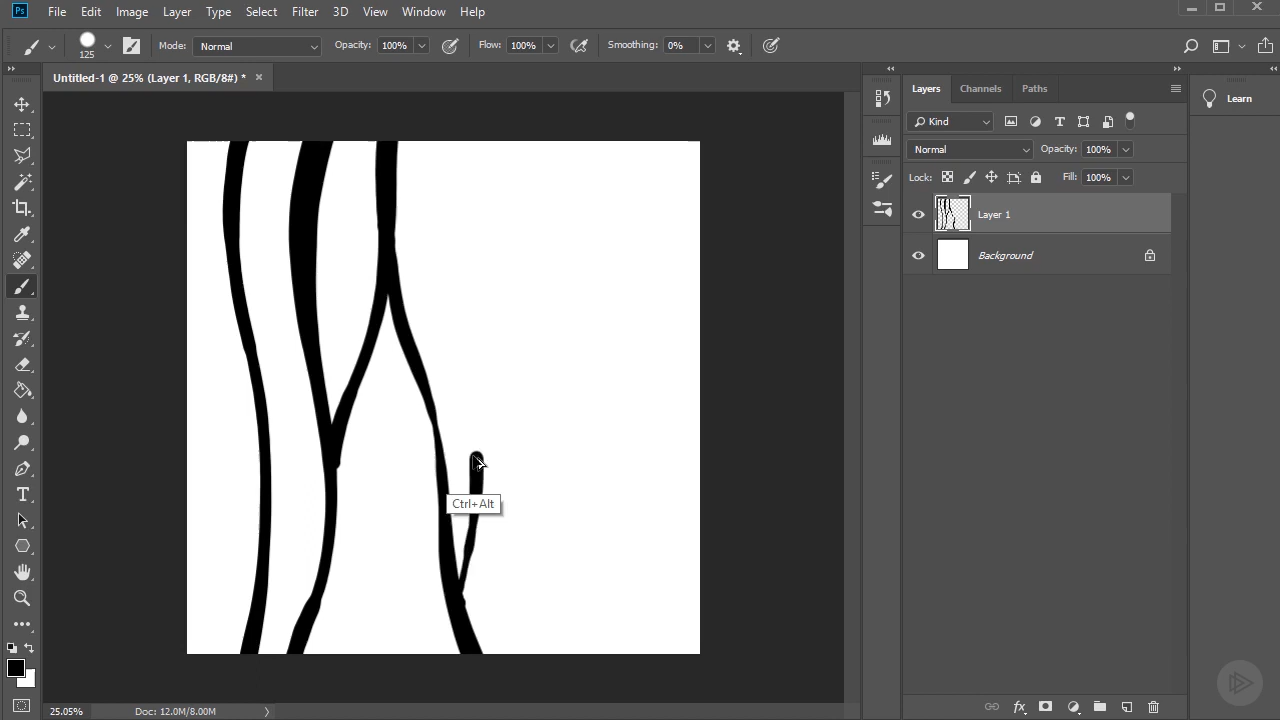 Ps File Edit Image Layer Type Select Filter 3D View Window Help
125 Mode: Normal Opacity: 100% Flow: 100% Smoothing: 0%
Untitled-1 @ 25% (Layer 1, RGB/8#) * ×
Layers Channels Paths
Learn
Kind
Normal Opacity: 100%
Lock: Fill: 100%
Layer 1
Background
Ctrl+Alt
25.05% Doc: 12.0M/8.00M